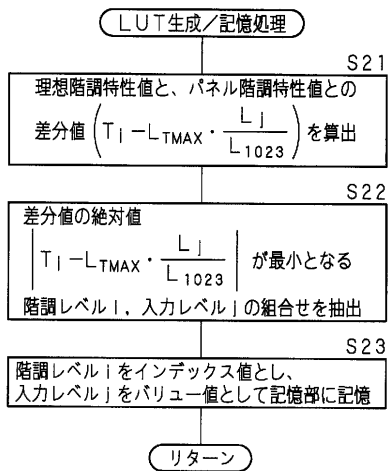 LUT生成/記憶処理
S21
理想階調特性値と、パネル階調特性値との
差分値(Ti−LTMAX・Lj/L1023)を算出
S22
差分値の絶対値
|Ti−LTMAX・Lj/L1023| が最小となる
階調レベルi，入力レベルjの組合せを抽出
S23
階調レベルiをインデックス値とし、
入力レベルjをバリュー値として記憶部に記憶
リターン